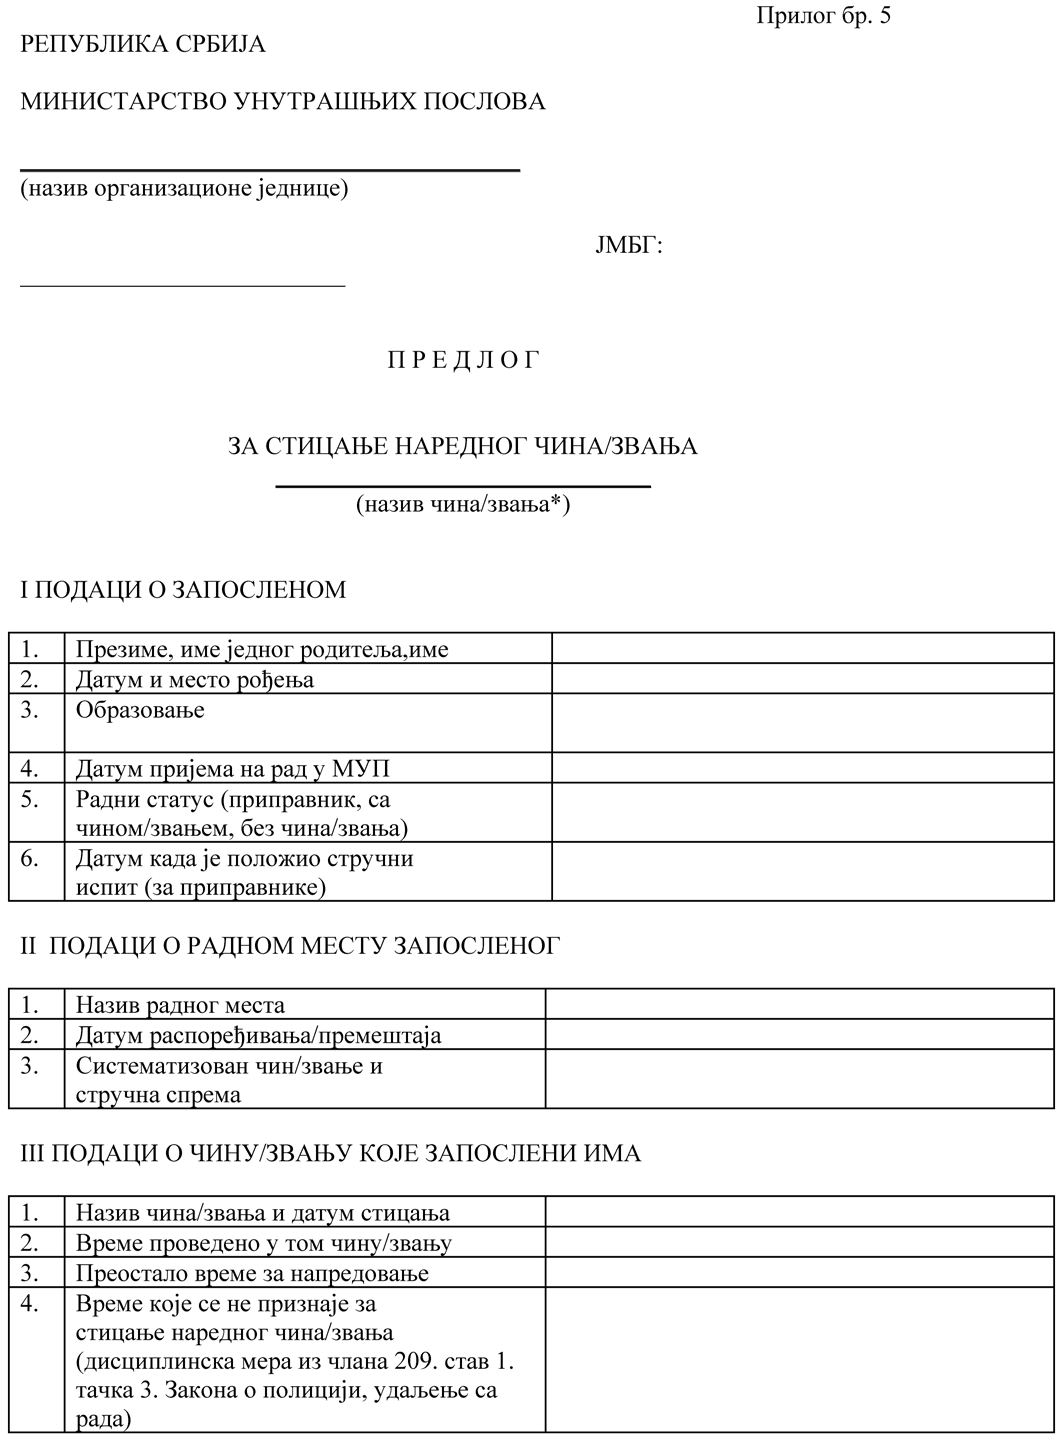 Прилог бр. 5
РЕПУБЛИКА СРБИЈА
МИНИСТАРСТВО УНУТРАШЊИХ ПОСЛОВА
(назив организационе једнице)
ЈМБГ:
П Р Е Д Л О Г
ЗА СТИЦАЊЕ НАРЕДНОГ ЧИНА/ЗВАЊА
(назив чина/звања*)
I ПОДАЦИ О ЗАПОСЛЕНОМ
1. Презиме, име једног родитеља,име
2. Датум и место рођења
3. Образовање
4. Датум пријема на рад у МУП
5. Радни статус (приправник, са
чином/звањем, без чина/звања)
6. Датум када је положио стручни
испит (за приправнике)
II ПОДАЦИ О РАДНОМ МЕСТУ ЗАПОСЛЕНОГ
1. Назив радног места
2. Датум распоређивања/премештаја
3. Систематизован чин/звање и
стручна спрема
III ПОДАЦИ О ЧИНУ/ЗВАЊУ КОЈЕ ЗАПОСЛЕНИ ИМА
1. Назив чина/звања и датум стицања
2. Време проведено у том чину/звању
3. Преостало време за напредовање
4. Време које се не признаје за
стицање наредног чина/звања
(дисциплинска мера из члана 209. став 1.
тачка 3. Закона о полицији, удаљење са
рада)